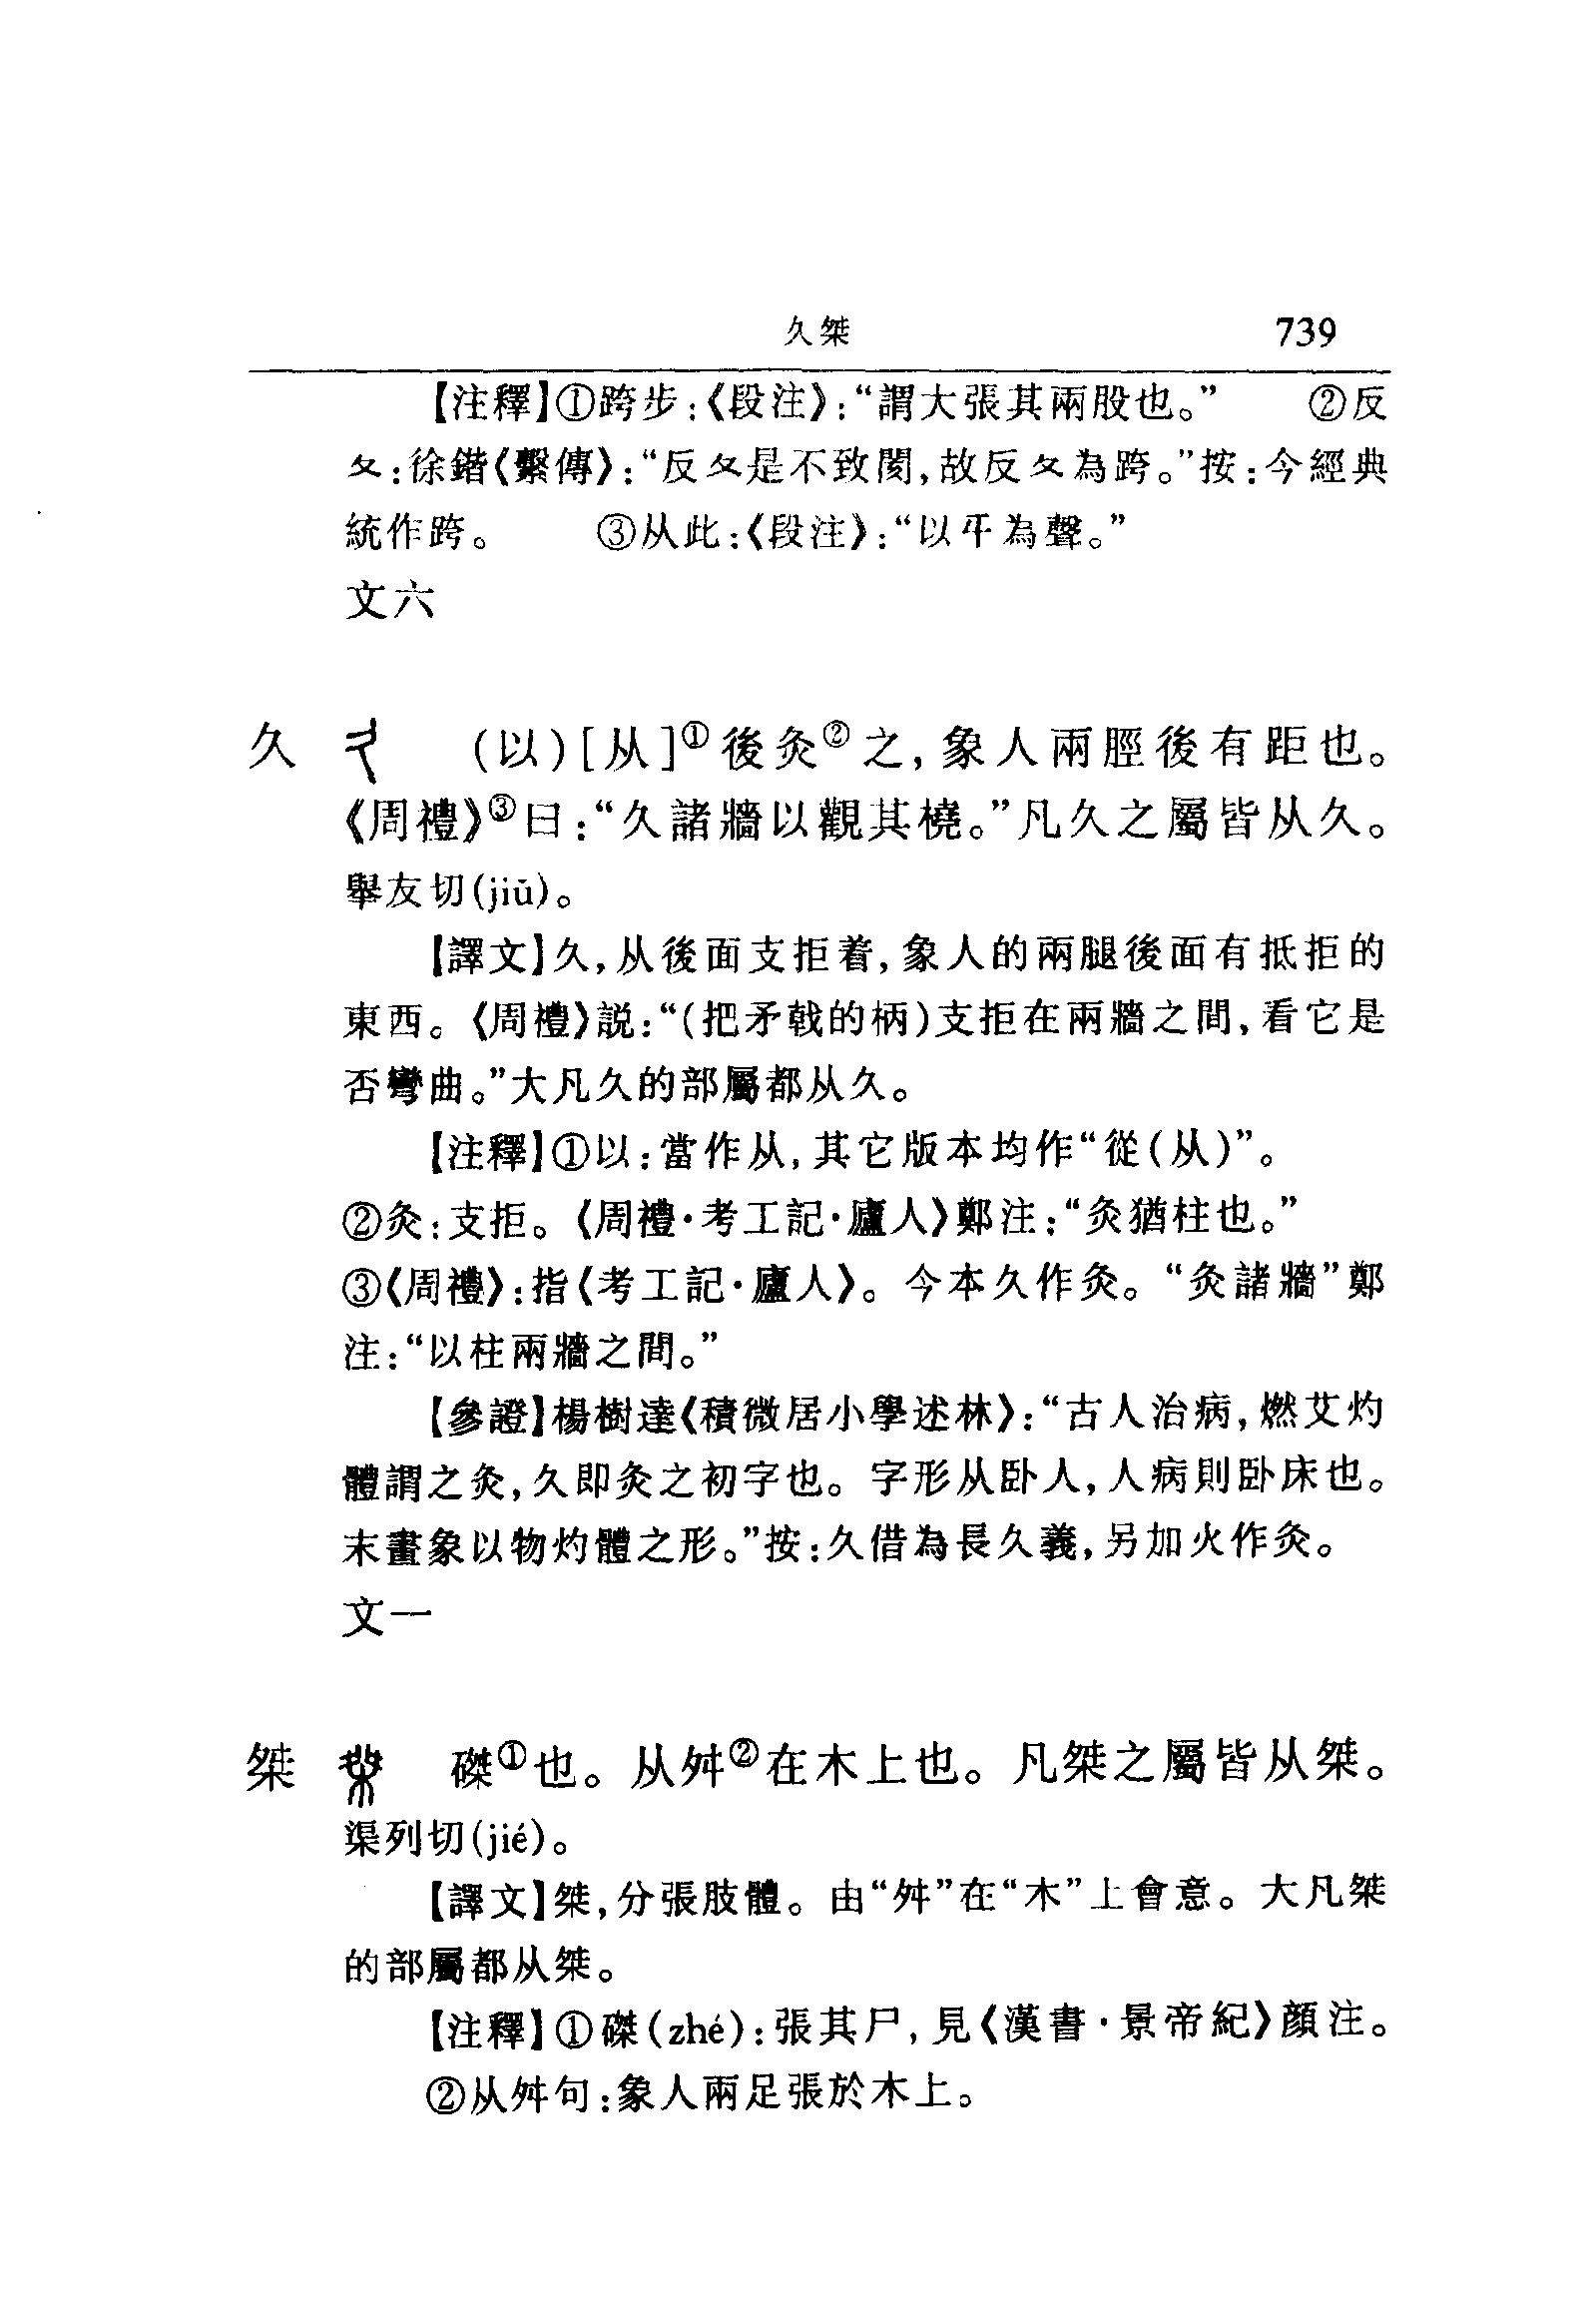 久桀 739
【注釋】①跨步:《段注》:“謂大張其兩股也。” ②反
夂:徐鍇《繫傳》:“反夂是不致閡,故反夂為跨。”按:今經典
統作跨。 ③从此:《段注》:“以㐄為聲。”
文六
久 (以)[从]①後灸②之,象人兩脛後有距也。
《周禮》③曰:“久諸牆以觀其橈。”凡久之屬皆从久。
舉友切(jiǔ)。
【譯文】久,从後面支拒着,象人的兩腿後面有抵拒的
東西。《周禮》説:“(把矛戟的柄)支拒在兩牆之間,看它是
否彎曲。”大凡久的部屬都从久。
【注釋】①以:當作从,其它版本均作“從(从)”。
②灸:支拒。《周禮·考工記·廬人》鄭注:“灸猶柱也。”
③《周禮》:指《考工記·廬人》。今本久作灸。“灸諸牆”鄭
注:“以柱兩牆之間。”
【參證】楊樹達《積微居小學述林》:“古人治病,燃艾灼
體謂之灸,久即灸之初字也。字形从卧人,人病則卧床也。
末畫象以物灼體之形。”按:久借為長久義,另加火作灸。
文一
桀 磔①也。从舛②在木上也。凡桀之屬皆从桀。
渠列切(jié)。
【譯文】桀,分張肢體。由“舛”在“木”上會意。大凡桀
的部屬都从桀。
【注釋】①磔(zhé):張其尸,見《漢書·景帝紀》顔注。
②从舛句:象人兩足張於木上。